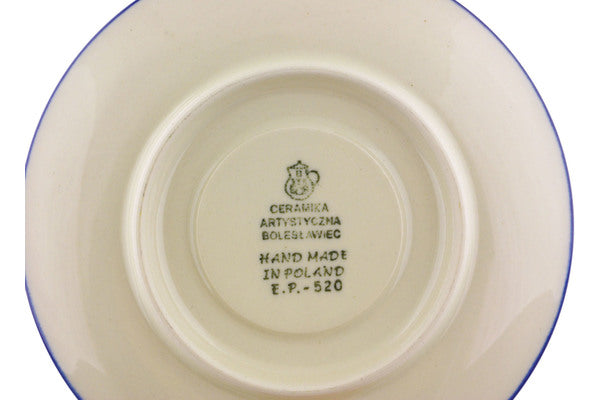 CERAMIKA
ARTYSTYCZNA
BOLESŁAWIEC
HAND MADE
IN POLAND
E.P.-520